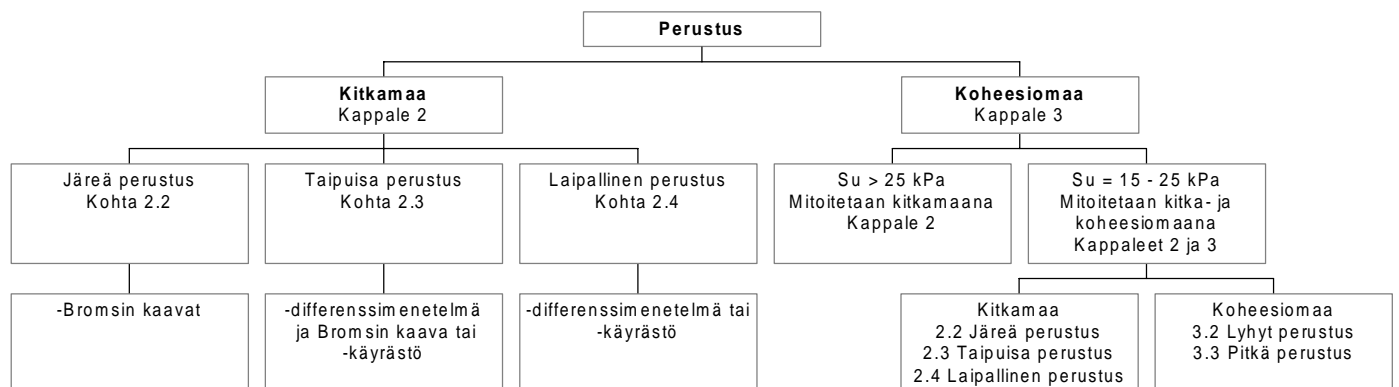 Perustus
Kitkamaa
Kappale 2
Koheesiomaa
Kappale 3
Järeä perustus
Kohta 2.2
Taipuisa perustus
Kohta 2.3
Laipallinen perustus
Kohta 2.4
Su > 25 kPa
Mitoitetaan kitkamaana
Kappale 2
Su = 15 - 25 kPa
Mitoitetaan kitka- ja
koheesiomaana
Kappaleet 2 ja 3
-Bromsin kaavat
-differenssimenetelmä
ja Bromsin kaava tai
-käyrästö
-differenssimenetelmä tai
-käyrästö
Kitkamaa
2.2 Järeä perustus
2.3 Taipuisa perustus
2.4 Laipallinen perustus
Koheesiomaa
3.2 Lyhyt perustus
3.3 Pitkä perustus